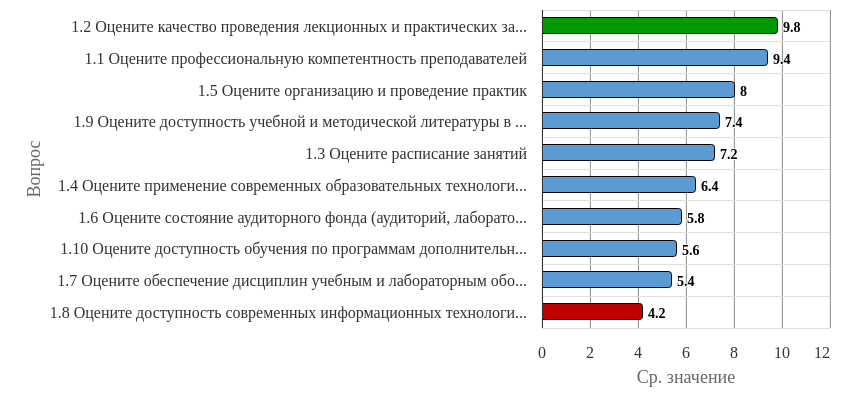 1.2 Оцените качество проведения лекционных и практических за... 9.8
1.1 Оцените профессиональную компетентность преподавателей 9.4
1.5 Оцените организацию и проведение практик 8
1.9 Оцените доступность учебной и методической литературы в ... 7.4
1.3 Оцените расписание занятий 7.2
1.4 Оцените применение современных образовательных технологи... 6.4
1.6 Оцените состояние аудиторного фонда (аудиторий, лаборато... 5.8
1.10 Оцените доступность обучения по программам дополнительн... 5.6
1.7 Оцените обеспечение дисциплин учебным и лабораторным обо... 5.4
1.8 Оцените доступность современных информационных технологи... 4.2
Вопрос
0 2 4 6 8 10 12
Ср. значение